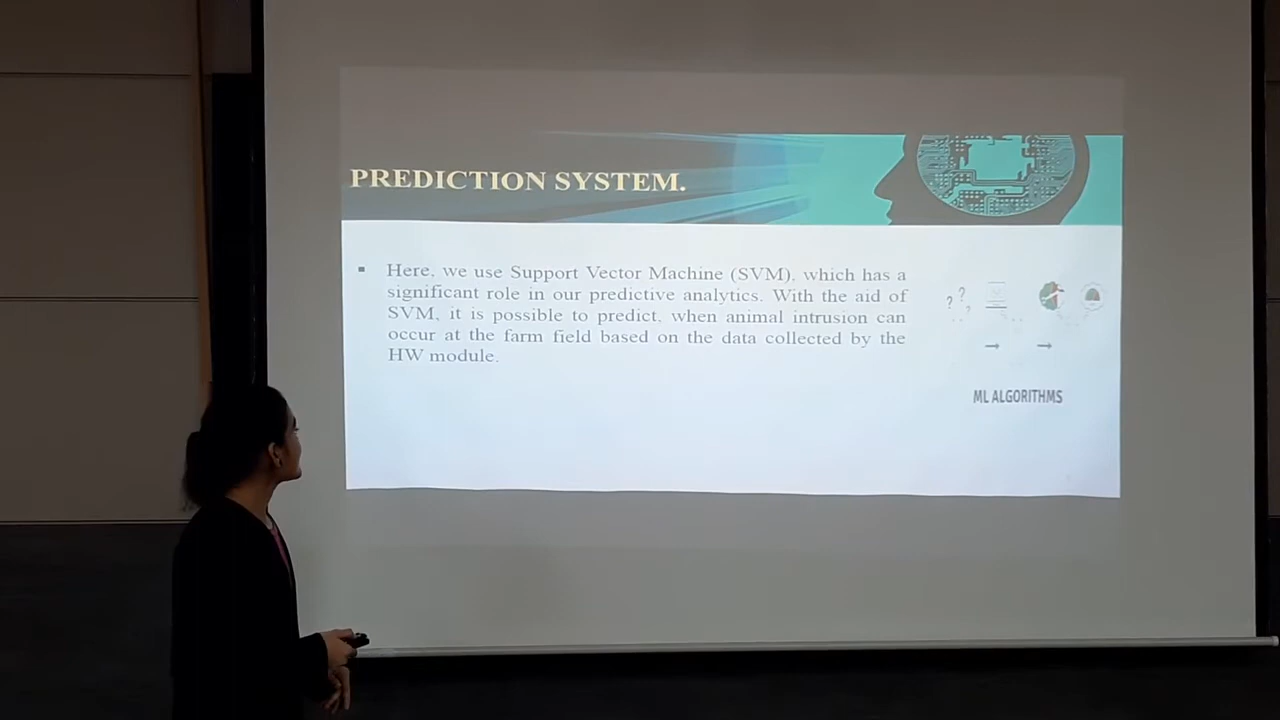 PREDICTION SYSTEM.
▪ Here, we use Support Vector Machine (SVM), which has a
significant role in our predictive analytics. With the aid of
SVM, it is possible to predict, when animal intrusion can
occur at the farm field based on the data collected by the
HW module.
? ? ?
ML ALGORITHMS